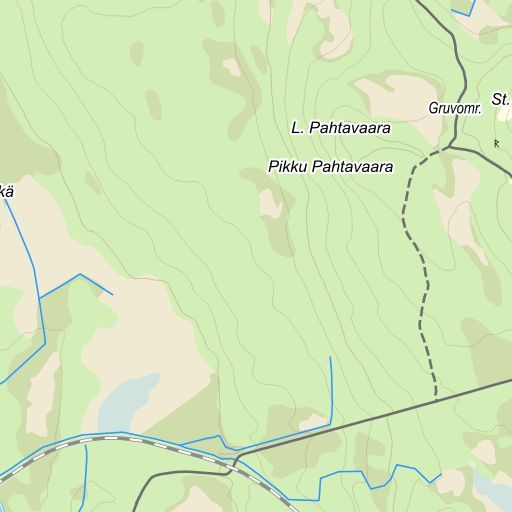 St.
Gruvomr.
L. Pahtavaara
R
Pikku Pahtavaara
kä